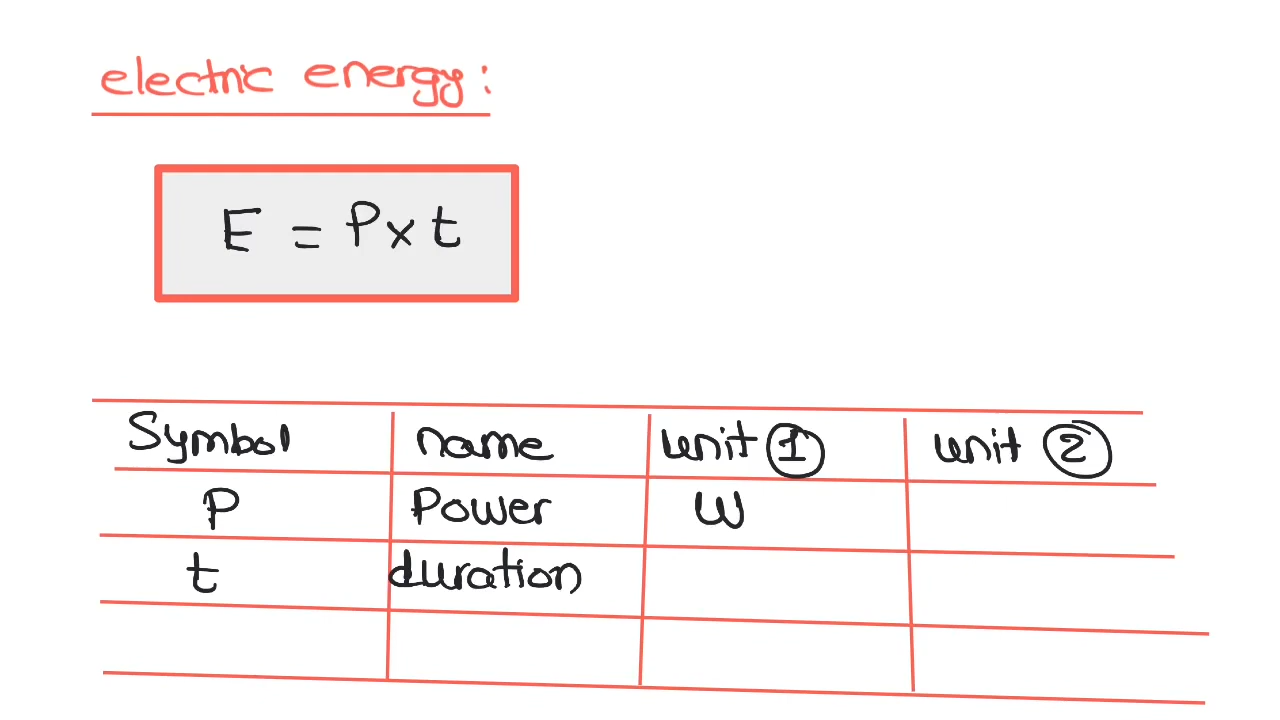 electric energy:
E = P x t
Symbol name unit 1 unit 2
P Power W
t duration